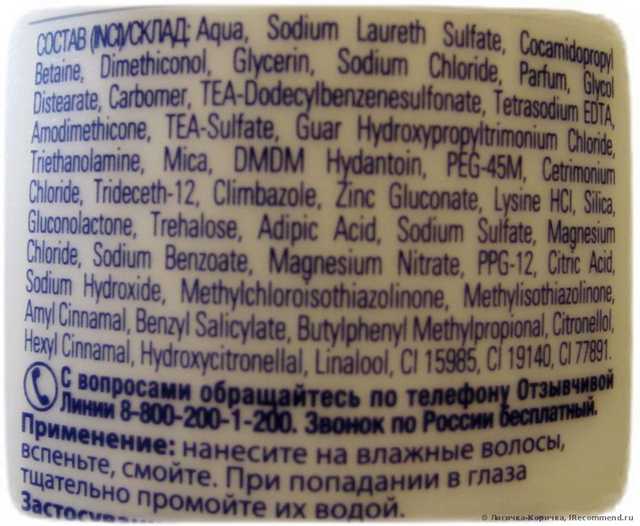 СОСТАВ (INCI)/СКЛАД: Aqua, Sodium Laureth Sulfate, Cocamidopropyl
Betaine, Dimethiconol, Glycerin, Sodium Chloride, Parfum, Glycol
Distearate, Carbomer, TEA-Dodecylbenzenesulfonate, Tetrasodium EDTA,
Amodimethicone, TEA-Sulfate, Guar Hydroxypropyltrimonium Chloride,
Triethanolamine, Mica, DMDM Hydantoin, PEG-45M, Cetrimonium
Chloride, Trideceth-12, Climbazole, Zinc Gluconate, Lysine HCl, Silica,
Gluconolactone, Trehalose, Adipic Acid, Sodium Sulfate, Magnesium
Chloride, Sodium Benzoate, Magnesium Nitrate, PPG-12, Citric Acid,
Sodium Hydroxide, Methylchloroisothiazolinone, Methylisothiazolinone,
Amyl Cinnamal, Benzyl Salicylate, Butylphenyl Methylpropional, Citronellol,
Hexyl Cinnamal, Hydroxycitronellal, Linalool, CI 15985, CI 19140, CI 77891.
С вопросами обращайтесь по телефону Отзывчивой
Линии 8-800-200-1-200. Звонок по России бесплатный.
Применение: нанесите на влажные волосы,
вспеньте, смойте. При попадании в глаза
тщательно промойте их водой.
Застосування:
© Лисичка-Коричка, IRecommend.ru